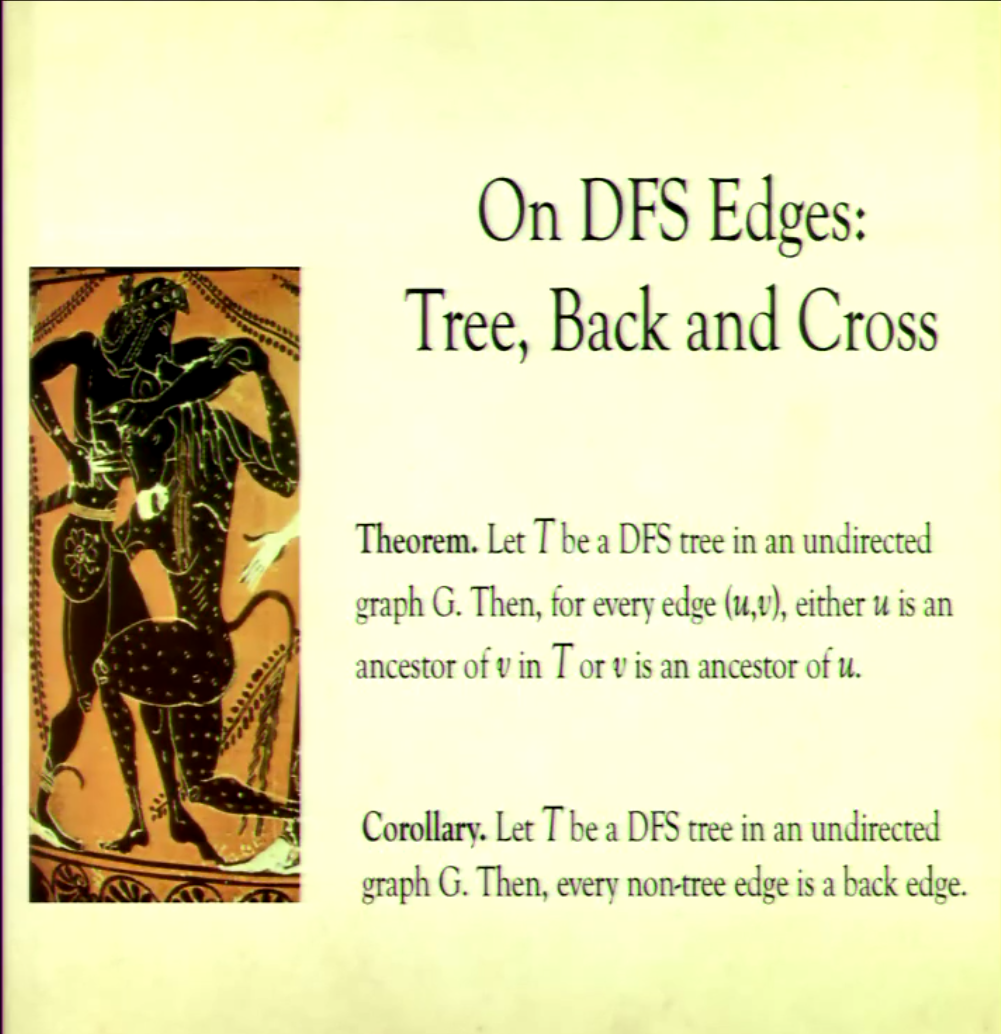 On DFS Edges:
Tree, Back and Cross
Theorem. Let T be a DFS tree in an undirected
graph G. Then, for every edge (u,v), either u is an
ancestor of v in T or v is an ancestor of u.
Corollary. Let T be a DFS tree in an undirected
graph G. Then, every non-tree edge is a back edge.